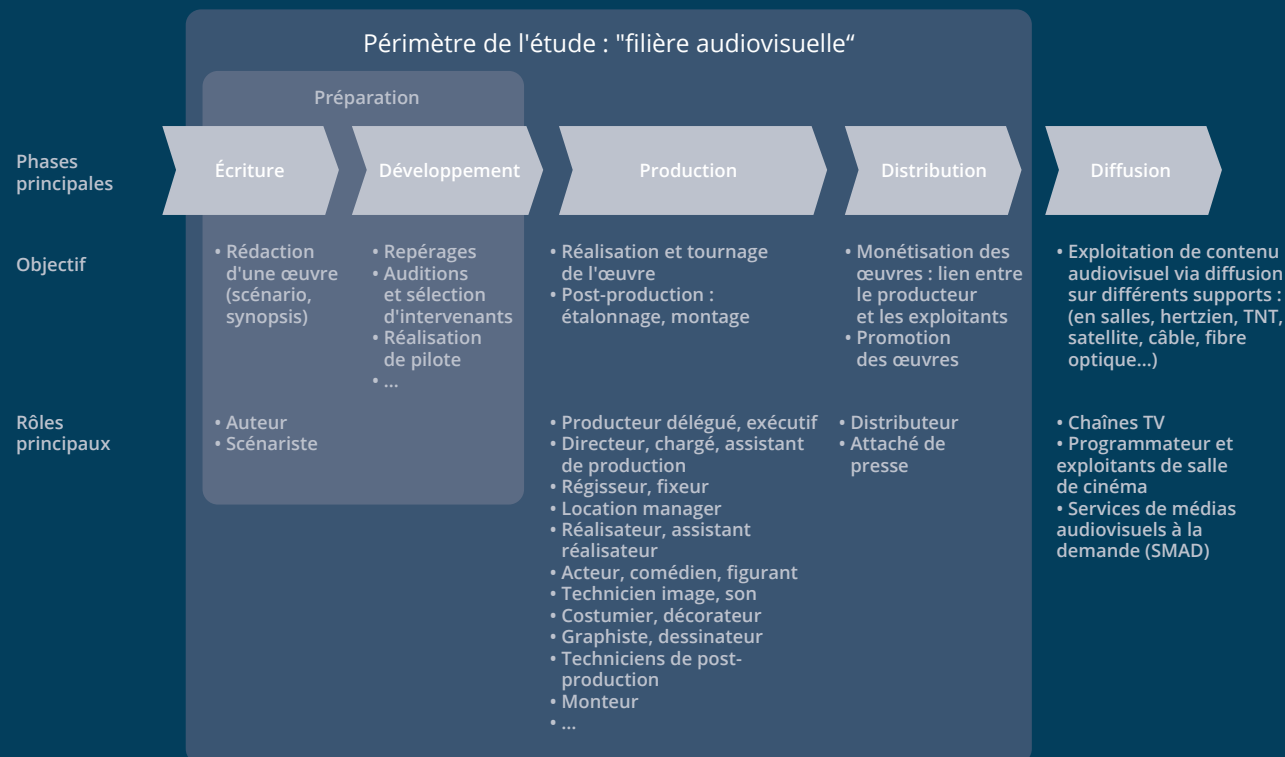 Périmètre de l'étude : "filière audiovisuelle“
Préparation
Phases
principales
Écriture
Développement
Production
Distribution
Diffusion
Objectif
• Rédaction
d'une œuvre
(scénario,
synopsis)
• Repérages
• Auditions
et sélection
d'intervenants
• Réalisation
de pilote
• ...
• Réalisation et tournage
de l'œuvre
• Post-production :
étalonnage, montage
• Monétisation des
œuvres : lien entre
le producteur
et les exploitants
• Promotion
des œuvres
• Exploitation de contenu
audiovisuel via diffusion
sur différents supports :
(en salles, hertzien, TNT,
satellite, câble, fibre
optique...)
Rôles
principaux
• Auteur
• Scénariste
• Producteur délégué, exécutif
• Directeur, chargé, assistant
de production
• Régisseur, fixeur
• Location manager
• Réalisateur, assistant
réalisateur
• Acteur, comédien, figurant
• Technicien image, son
• Costumier, décorateur
• Graphiste, dessinateur
• Techniciens de post-
production
• Monteur
• ...
• Distributeur
• Attaché de
presse
• Chaînes TV
• Programmateur et
exploitants de salle
de cinéma
• Services de médias
audiovisuels à la
demande (SMAD)